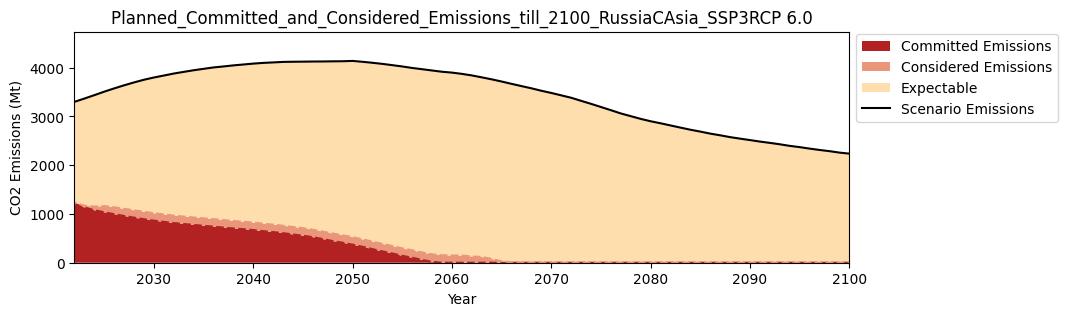 Planned_Committed_and_Considered_Emissions_till_2100_RussiaCAsia_SSP3RCP 6.0
Committed Emissions
Considered Emissions
Expectable
Scenario Emissions
CO2 Emissions (Mt)
4000
3000
2000
1000
0
2030 2040 2050 2060 2070 2080 2090 2100
Year